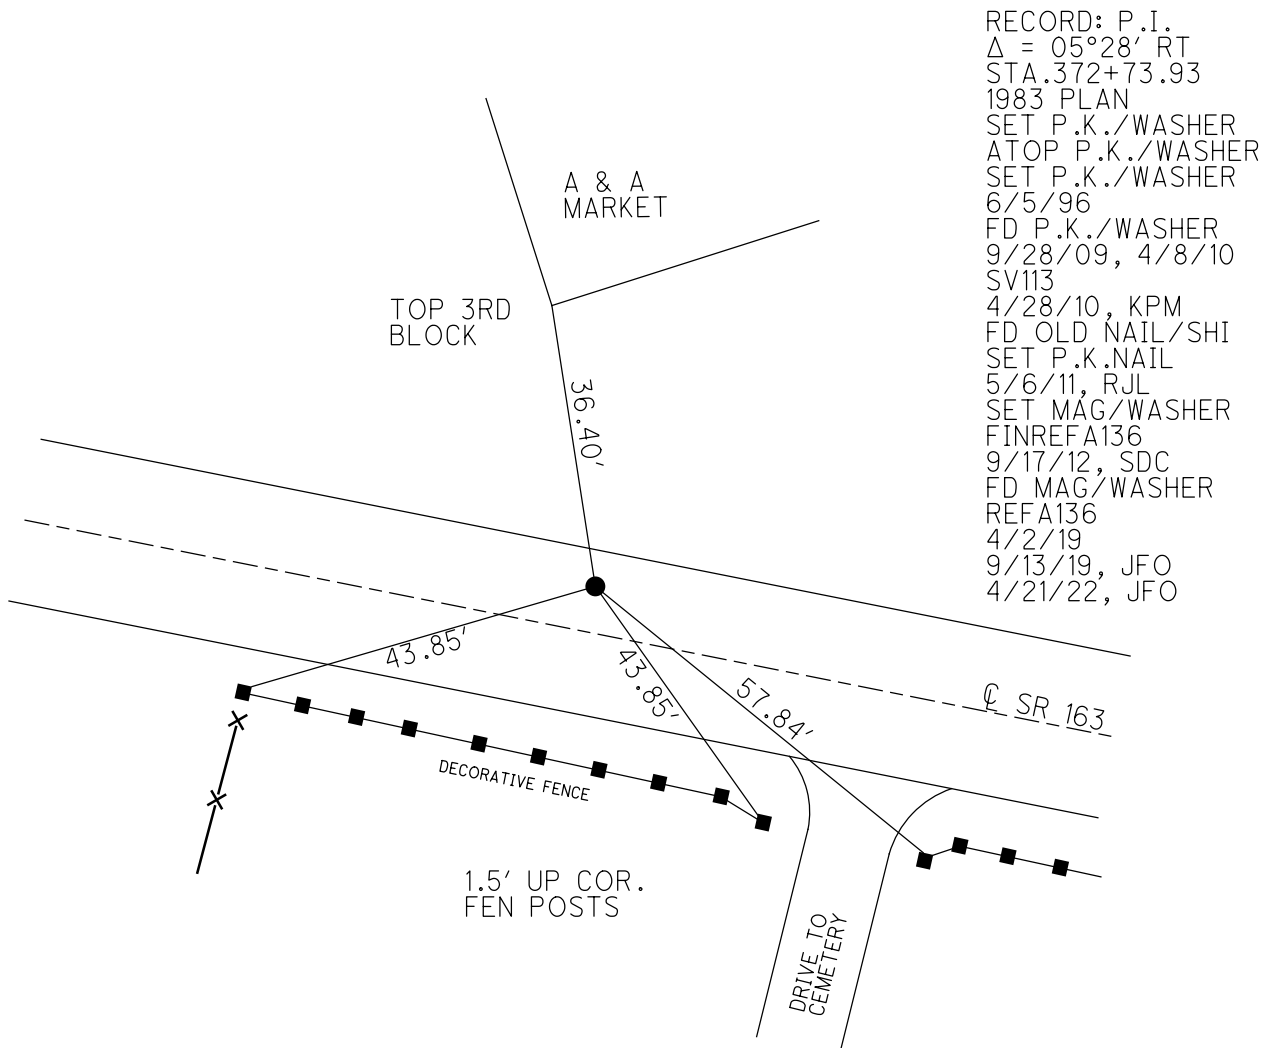 RECORD: P.I.
Δ = 05°28' RT
STA.372+73.93
1983 PLAN
SET P.K./WASHER
ATOP P.K./WASHER
SET P.K./WASHER
6/5/96
FD P.K./WASHER
9/28/09, 4/8/10
SV113
4/28/10, KPM
FD OLD NAIL/SHI
SET P.K.NAIL
5/6/11, RJL
SET MAG/WASHER
FINREFA136
9/17/12, SDC
FD MAG/WASHER
REFA136
4/2/19
9/13/19, JFO
4/21/22, JFO
A & A
MARKET
TOP 3RD
BLOCK
36.40'
43.85'
43.85'
57.84'
℄ SR 163
DECORATIVE FENCE
1.5' UP COR.
FEN POSTS
DRIVE TO
CEMETERY